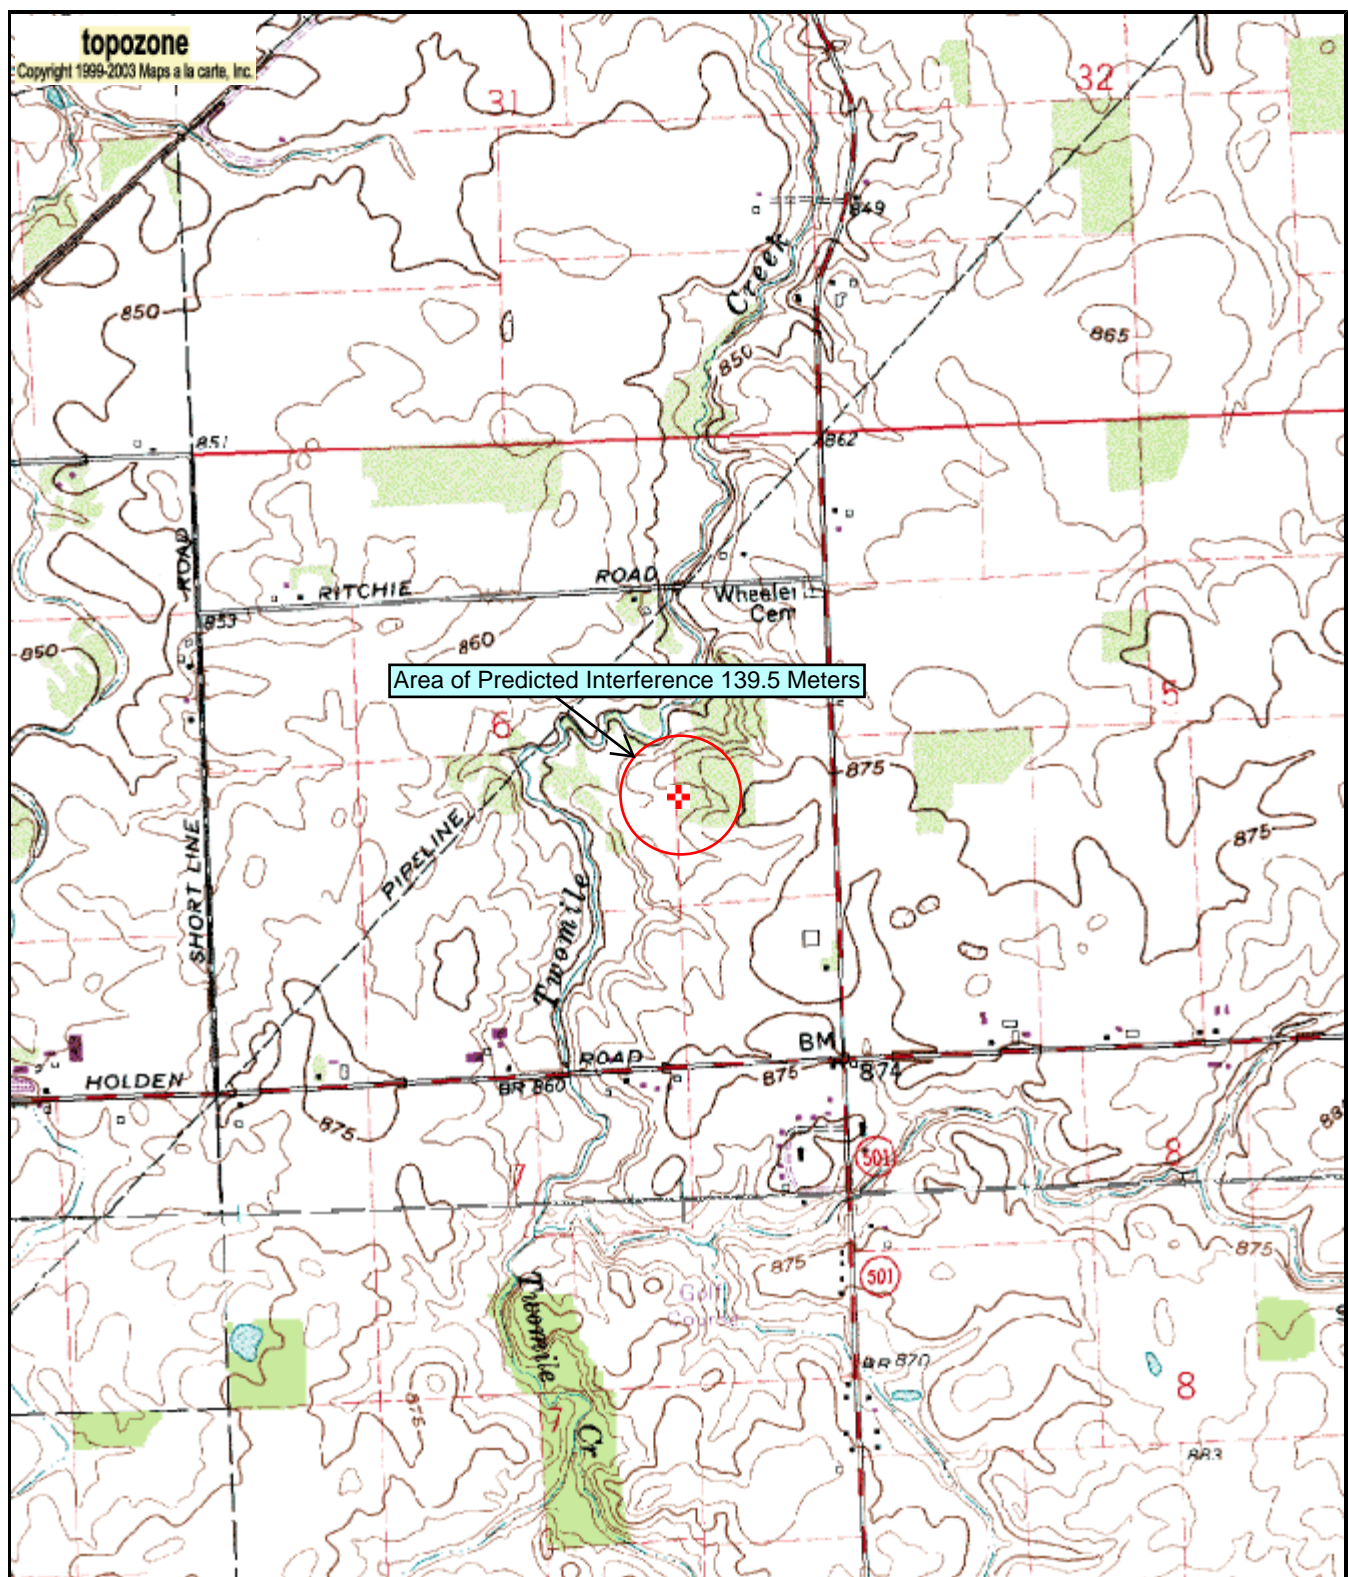 topozone
Copyright 1999-2003 Maps a la carte, Inc.
31
32
849
Creek
850
850
865
851
862
ROAD
RITCHIE
ROAD
Wheeler
Cem
853
850
860
Area of Predicted Interference 139.5 Meters
6
5
875
875
PIPELINE
SHORT LINE
Twomile
BM
ROAD
HOLDEN
BR 860
875
874
875
501
8
7
875
875
501
Golf
Course
Twomile
BR 870
8
875
7
Cr
883